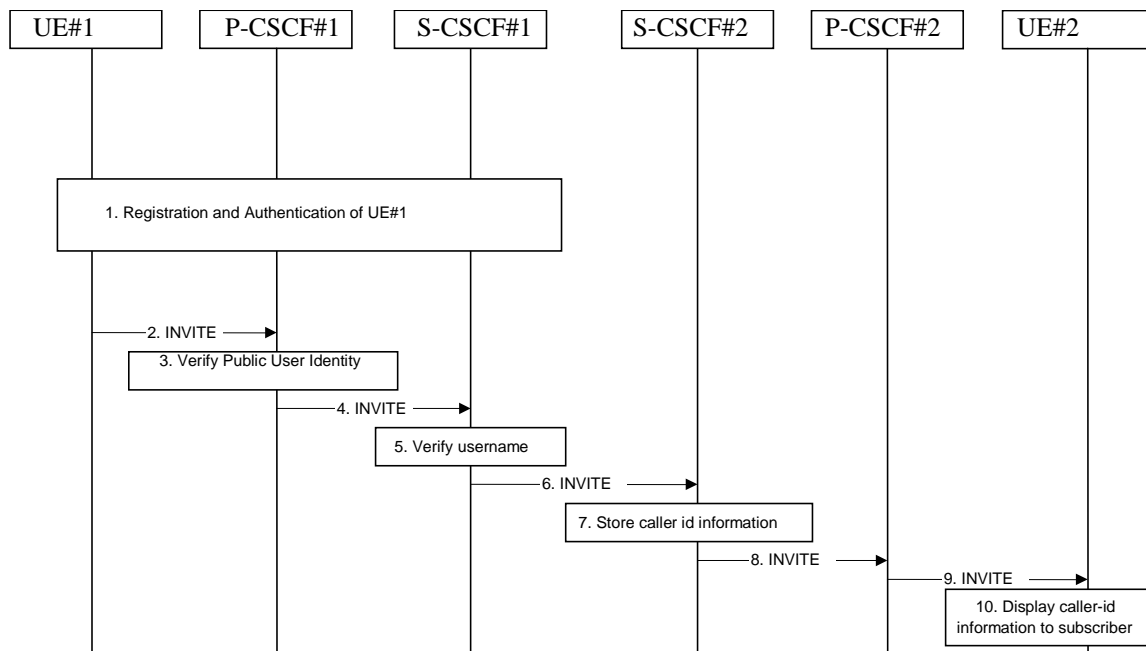 UE#1
P-CSCF#1
S-CSCF#1
S-CSCF#2
P-CSCF#2
UE#2
1. Registration and Authentication of UE#1
2. INVITE
3. Verify Public User Identity
4. INVITE
5. Verify username
6. INVITE
7. Store caller id information
8. INVITE
9. INVITE
10. Display caller-id
information to subscriber